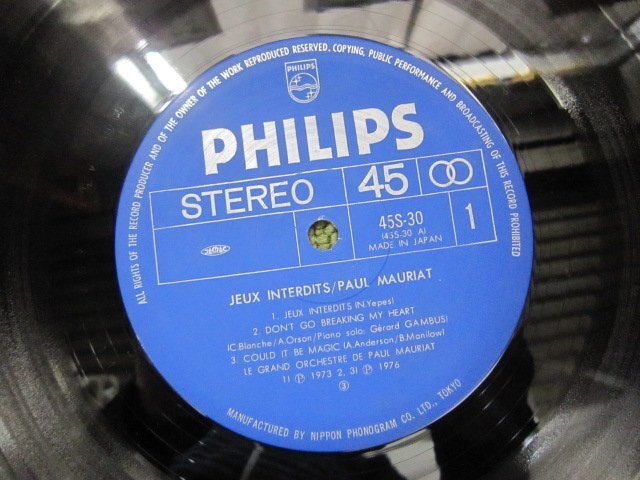 ALL RIGHTS OF THE RECORD PRODUCER AND OF THE OWNER OF THE WORK REPRODUCED RESERVED. COPYING, PUBLIC PERFORMANCE AND BROADCASTING OF THIS RECORD PROHIBITED
PHILIPS
PHILIPS
STEREO 45
45S-30
(45S-30 A)
MADE IN JAPAN
1
JEUX INTERDITS/PAUL MAURIAT
1. JEUX INTERDITS (N.Yepes)
2. DON'T GO BREAKING MY HEART
(C.Blanche/A.Orson/Piano solo: Gérard GAMBUS)
3. COULD IT BE MAGIC (A.Anderson/B.Manilow)
LE GRAND ORCHESTRE DE PAUL MAURIAT
1) ℗ 1973 2, 3) ℗ 1976
③
MANUFACTURED BY NIPPON PHONOGRAM CO. LTD., TOKYO